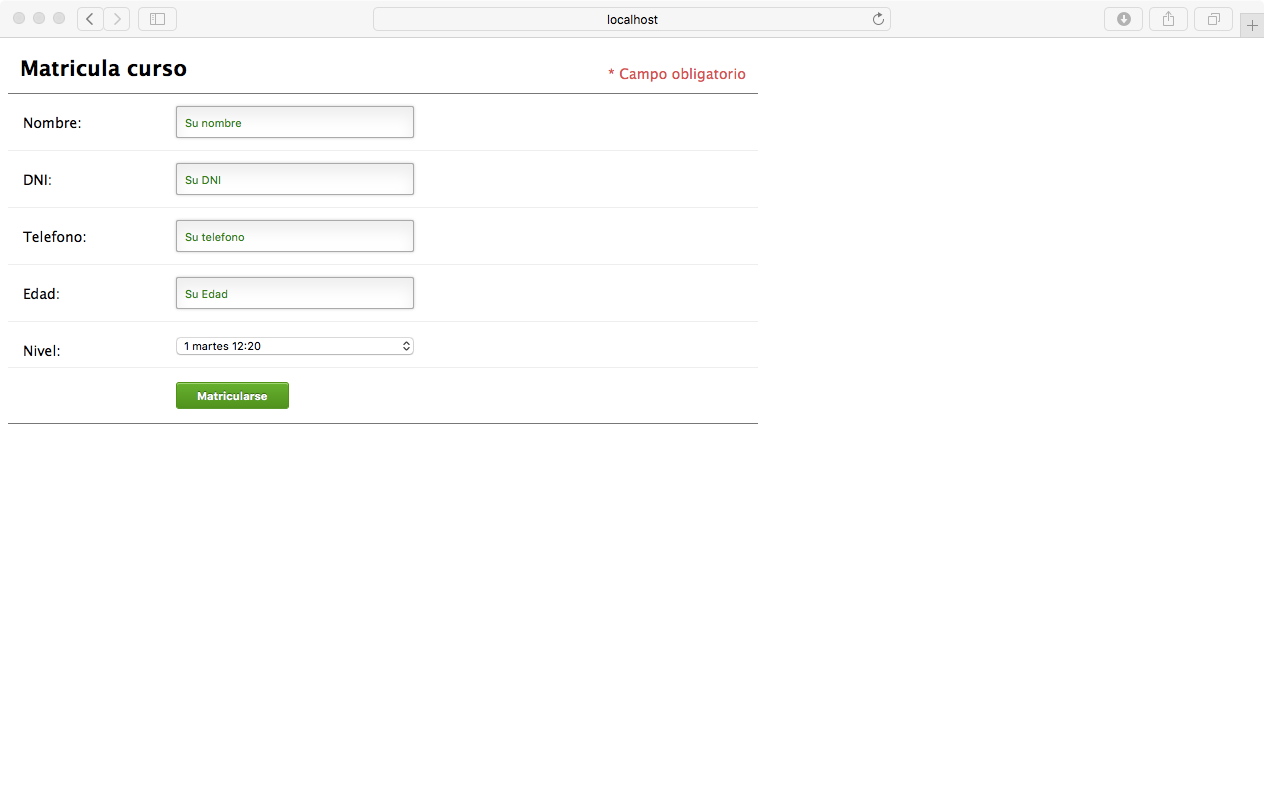 localhost
Matricula curso
* Campo obligatorio
Nombre: Su nombre
DNI: Su DNI
Telefono: Su telefono
Edad: Su Edad
Nivel: 1 martes 12:20
Matricularse